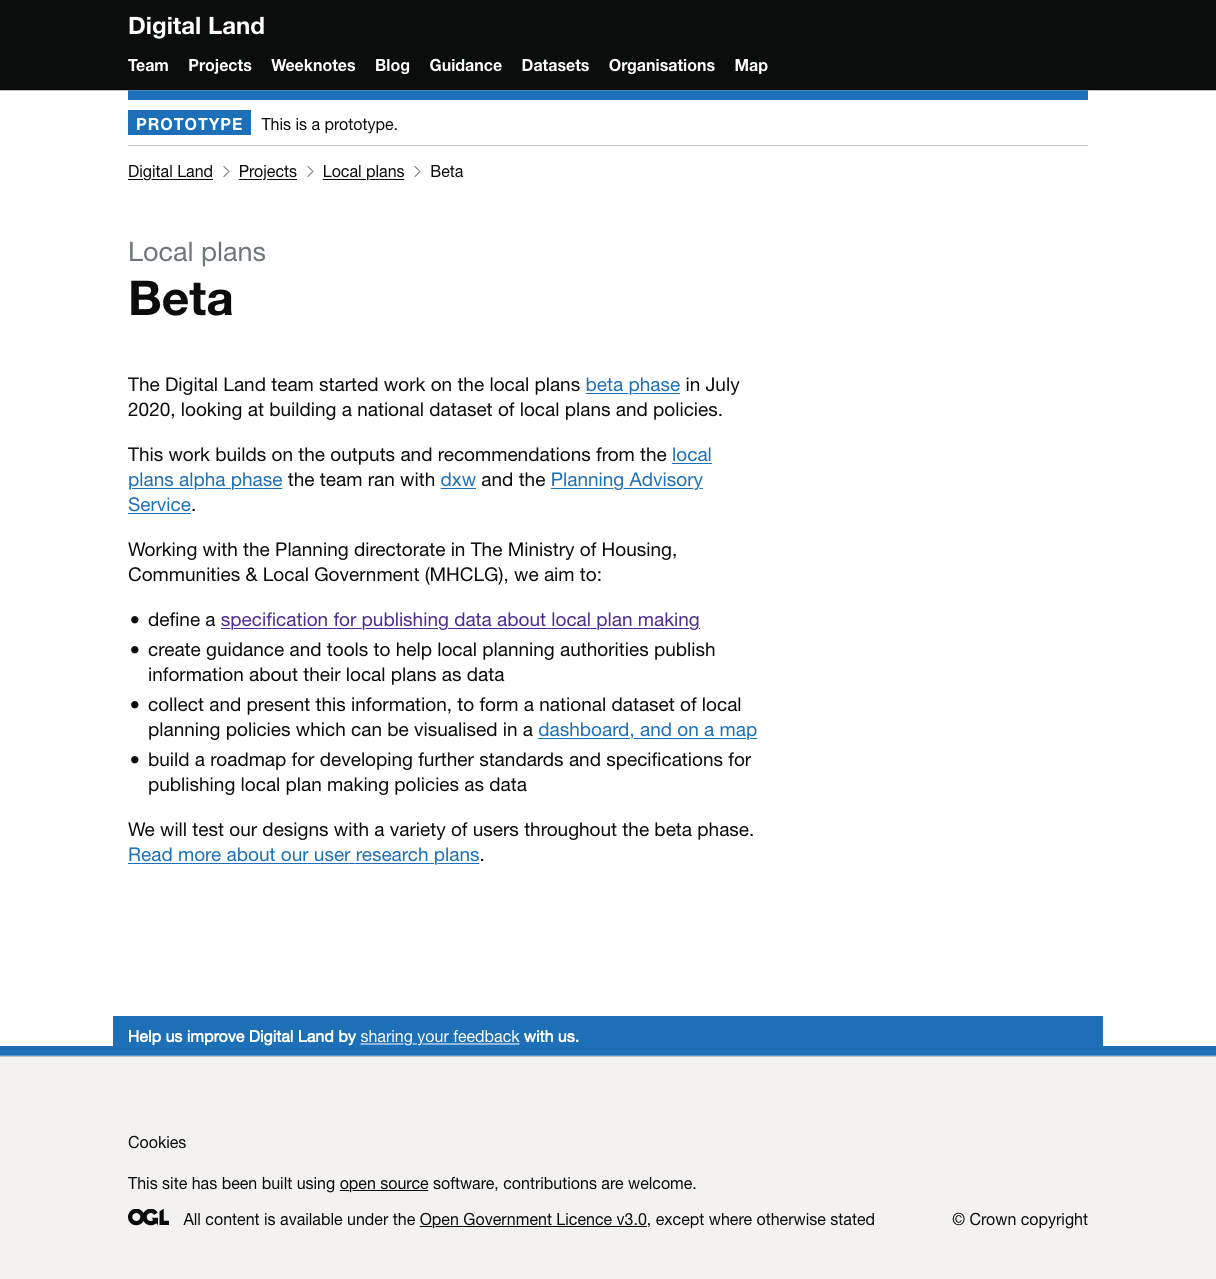 Digital Land
Team Projects Weeknotes Blog Guidance Datasets Organisations Map
PROTOTYPE This is a prototype.
Digital Land > Projects > Local plans > Beta
Local plans
Beta
The Digital Land team started work on the local plans beta phase in July
2020, looking at building a national dataset of local plans and policies.
This work builds on the outputs and recommendations from the local
plans alpha phase the team ran with dxw and the Planning Advisory
Service.
Working with the Planning directorate in The Ministry of Housing,
Communities & Local Government (MHCLG), we aim to:
• define a specification for publishing data about local plan making
• create guidance and tools to help local planning authorities publish
information about their local plans as data
• collect and present this information, to form a national dataset of local
planning policies which can be visualised in a dashboard, and on a map
• build a roadmap for developing further standards and specifications for
publishing local plan making policies as data
We will test our designs with a variety of users throughout the beta phase.
Read more about our user research plans.
Help us improve Digital Land by sharing your feedback with us.
Cookies
This site has been built using open source software, contributions are welcome.
OGL All content is available under the Open Government Licence v3.0, except where otherwise stated © Crown copyright